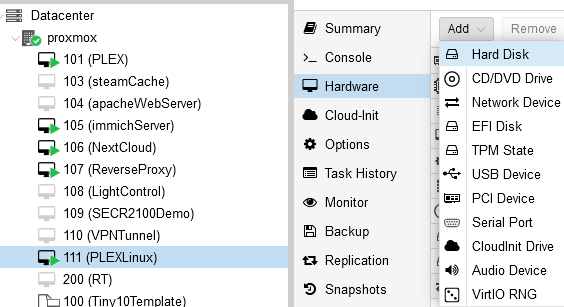 Datacenter
proxmox
101 (PLEX)
103 (steamCache)
104 (apacheWebServer)
105 (immichServer)
106 (NextCloud)
107 (ReverseProxy)
108 (LightControl)
109 (SECR2100Demo)
110 (VPNTunnel)
111 (PLEXLinux)
200 (RT)
100 (Tiny10Template)
Summary
Console
Hardware
Cloud-Init
Options
Task History
Monitor
Backup
Replication
Snapshots
Add
Remove
Hard Disk
CD/DVD Drive
Network Device
EFI Disk
TPM State
USB Device
PCI Device
Serial Port
CloudInit Drive
Audio Device
VirtIO RNG